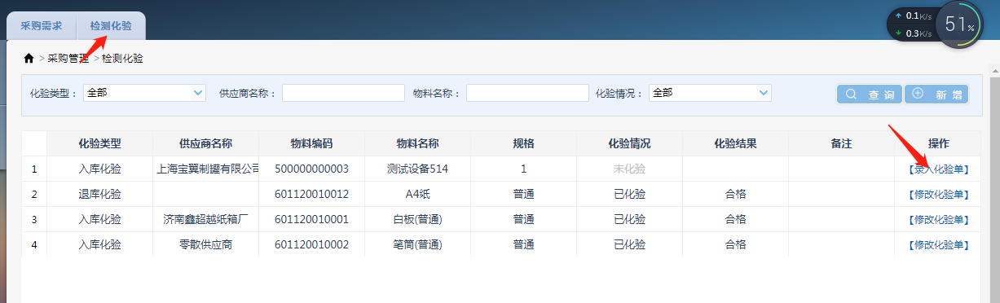 采购需求 检测化验
0.1K/s
0.3K/s
51%
> 采购管理 > 检测化验
化验类型： 全部 供应商名称： 物料名称： 化验情况： 全部 查 询 新 增
化验类型 供应商名称 物料编码 物料名称 规格 化验情况 化验结果 备注 操作
1 入库化验 上海宝翼制罐有限公司 500000000003 测试设备514 1 未化验 【录入化验单】
2 退库化验 601120010012 A4纸 普通 已化验 合格 【修改化验单】
3 入库化验 济南鑫超越纸箱厂 601120010001 白板(普通) 普通 已化验 合格 【修改化验单】
4 入库化验 零散供应商 601120010002 笔筒(普通) 普通 已化验 合格 【修改化验单】